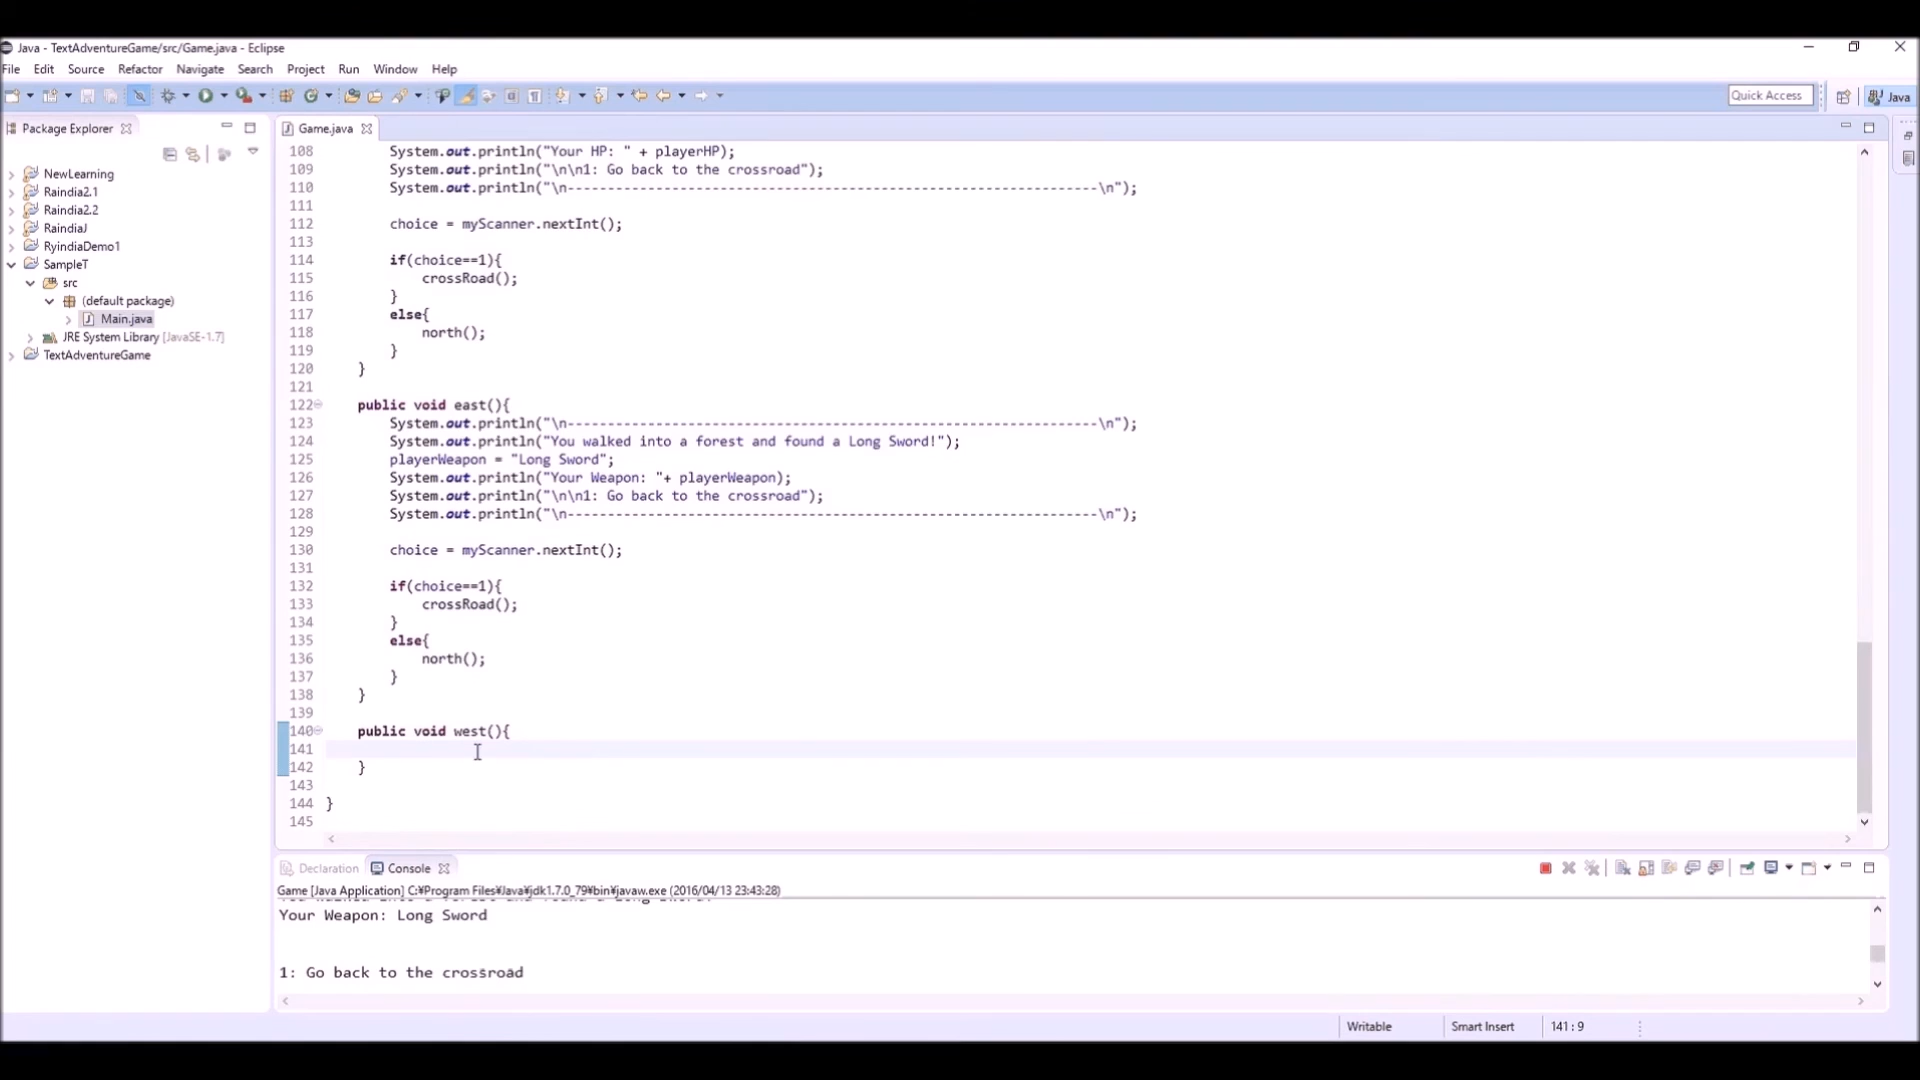 Java - TextAdventureGame/src/Game.java - Eclipse
File Edit Source Refactor Navigate Search Project Run Window Help
Quick Access
Java
Package Explorer
Game.java
NewLearning
Raindia2.1
Raindia2.2
RaindiaJ
RyindiaDemo1
SampleT
src
(default package)
Main.java
JRE System Library [JavaSE-1.7]
TextAdventureGame
108 System.out.println("Your HP: " + playerHP);
109 System.out.println("\n\n1: Go back to the crossroad");
110 System.out.println("\n------------------------------------------------------------------\n");
111
112 choice = myScanner.nextInt();
113
114 if(choice==1){
115 crossRoad();
116 }
117 else{
118 north();
119 }
120 }
121
122 public void east(){
123 System.out.println("\n------------------------------------------------------------------\n");
124 System.out.println("You walked into a forest and found a Long Sword!");
125 playerWeapon = "Long Sword";
126 System.out.println("Your Weapon: "+ playerWeapon);
127 System.out.println("\n\n1: Go back to the crossroad");
128 System.out.println("\n------------------------------------------------------------------\n");
129
130 choice = myScanner.nextInt();
131
132 if(choice==1){
133 crossRoad();
134 }
135 else{
136 north();
137 }
138 }
139
140 public void west(){
141
142 }
143
144 }
145
Declaration Console
Game [Java Application] C:¥Program Files¥Java¥jdk1.7.0_79¥bin¥javaw.exe (2016/04/13 23:43:28)
Your Weapon: Long Sword
1: Go back to the crossroad
Writable Smart Insert 141 : 9